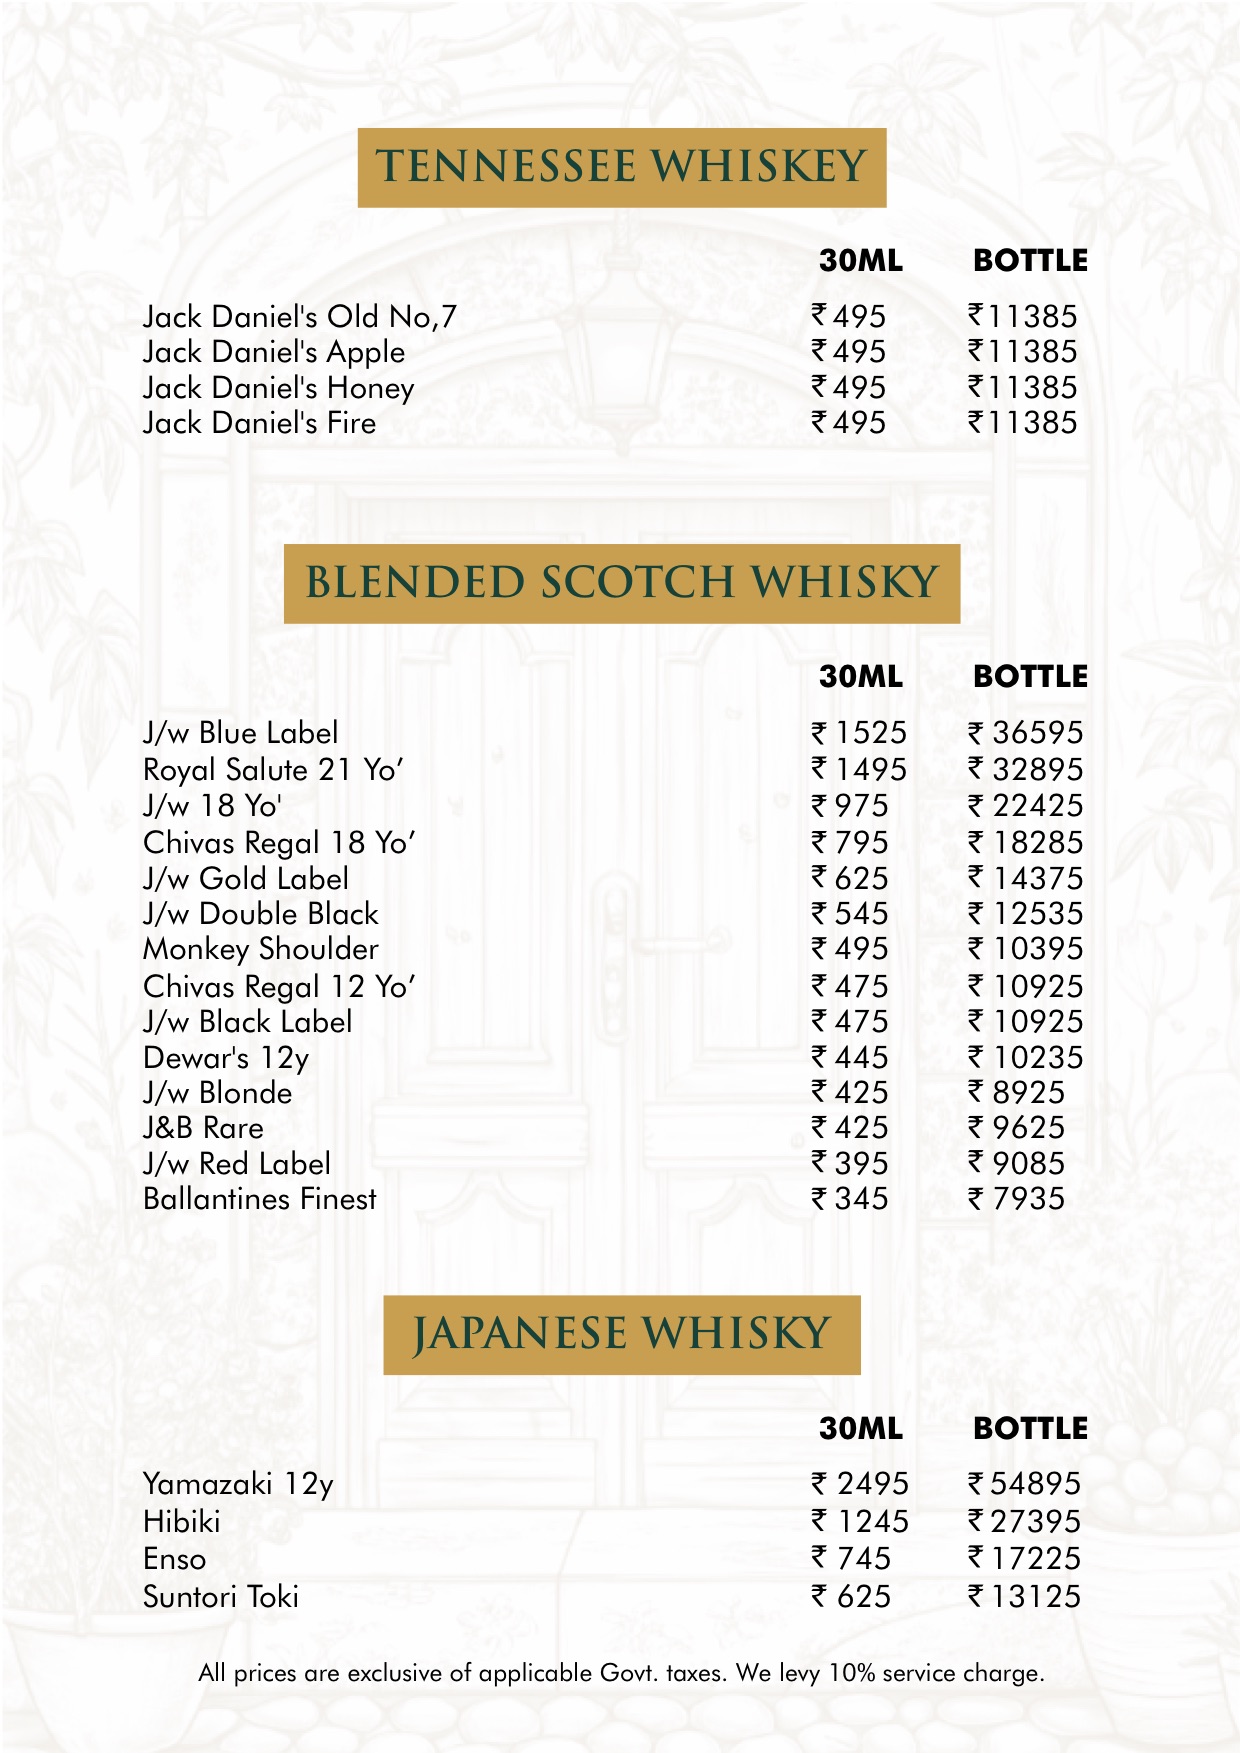 TENNESSEE WHISKEY
30ML BOTTLE
Jack Daniel's Old No,7 ₹ 495 ₹ 11385
Jack Daniel's Apple ₹ 495 ₹ 11385
Jack Daniel's Honey ₹ 495 ₹ 11385
Jack Daniel's Fire ₹ 495 ₹ 11385
BLENDED SCOTCH WHISKY
30ML BOTTLE
J/w Blue Label ₹ 1525 ₹ 36595
Royal Salute 21 Yo’ ₹ 1495 ₹ 32895
J/w 18 Yo' ₹ 975 ₹ 22425
Chivas Regal 18 Yo’ ₹ 795 ₹ 18285
J/w Gold Label ₹ 625 ₹ 14375
J/w Double Black ₹ 545 ₹ 12535
Monkey Shoulder ₹ 495 ₹ 10395
Chivas Regal 12 Yo’ ₹ 475 ₹ 10925
J/w Black Label ₹ 475 ₹ 10925
Dewar's 12y ₹ 445 ₹ 10235
J/w Blonde ₹ 425 ₹ 8925
J&B Rare ₹ 425 ₹ 9625
J/w Red Label ₹ 395 ₹ 9085
Ballantines Finest ₹ 345 ₹ 7935
JAPANESE WHISKY
30ML BOTTLE
Yamazaki 12y ₹ 2495 ₹ 54895
Hibiki ₹ 1245 ₹ 27395
Enso ₹ 745 ₹ 17225
Suntori Toki ₹ 625 ₹ 13125
All prices are exclusive of applicable Govt. taxes. We levy 10% service charge.